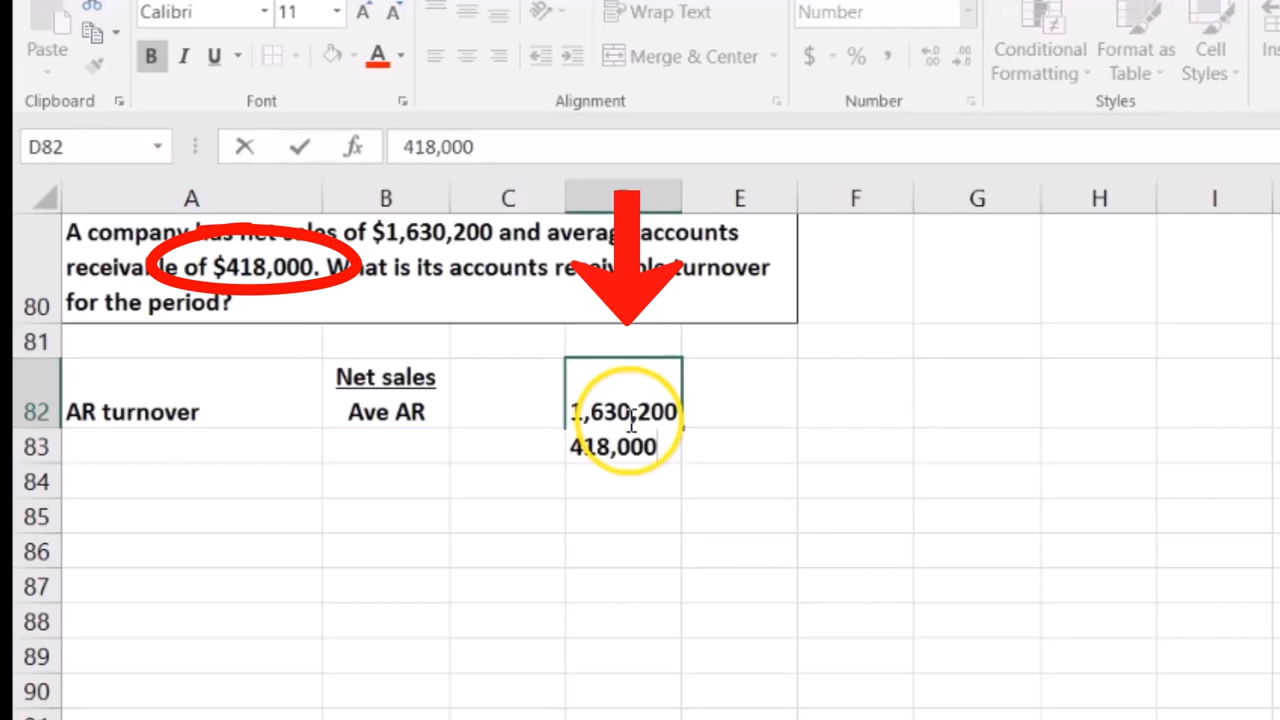 Calibri 11 A A Wrap Text Number
Paste B I U A Merge & Center $ % , Conditional Formatting Format as Table Cell Styles
Clipboard Font Alignment Number Styles
D82 fx 418,000
A B C E F G H I
A company has net sales of $1,630,200 and average accounts
receivable of $418,000. What is its accounts receivable turnover
80 for the period?
81
Net sales
82 AR turnover Ave AR 1,630,200
83 418,000
84
85
86
87
88
89
90